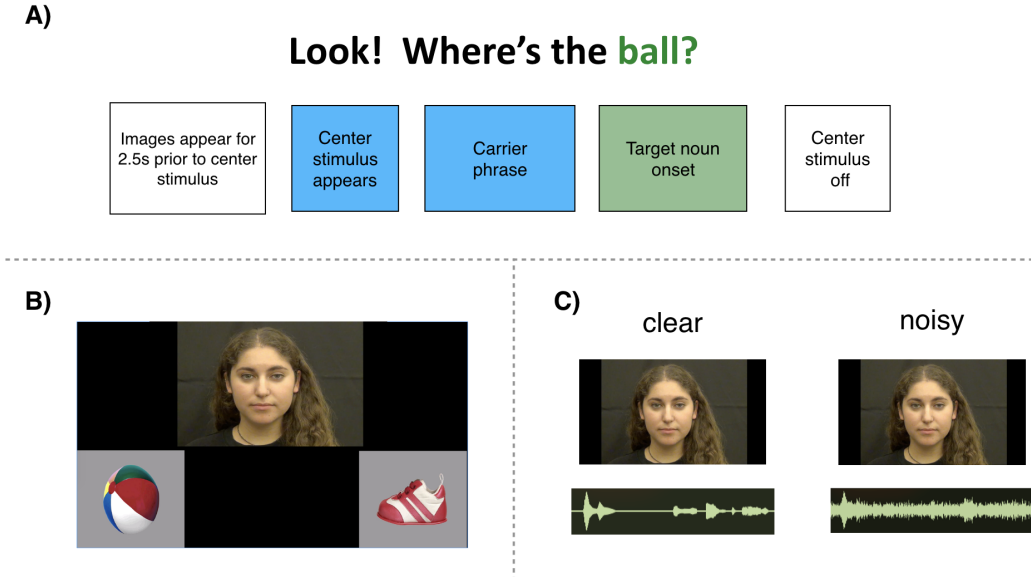 A)
Look! Where's the ball?
Images appear for
2.5s prior to center
stimulus
Center
stimulus
appears
Carrier
phrase
Target noun
onset
Center
stimulus
off
B)
C)
clear
noisy